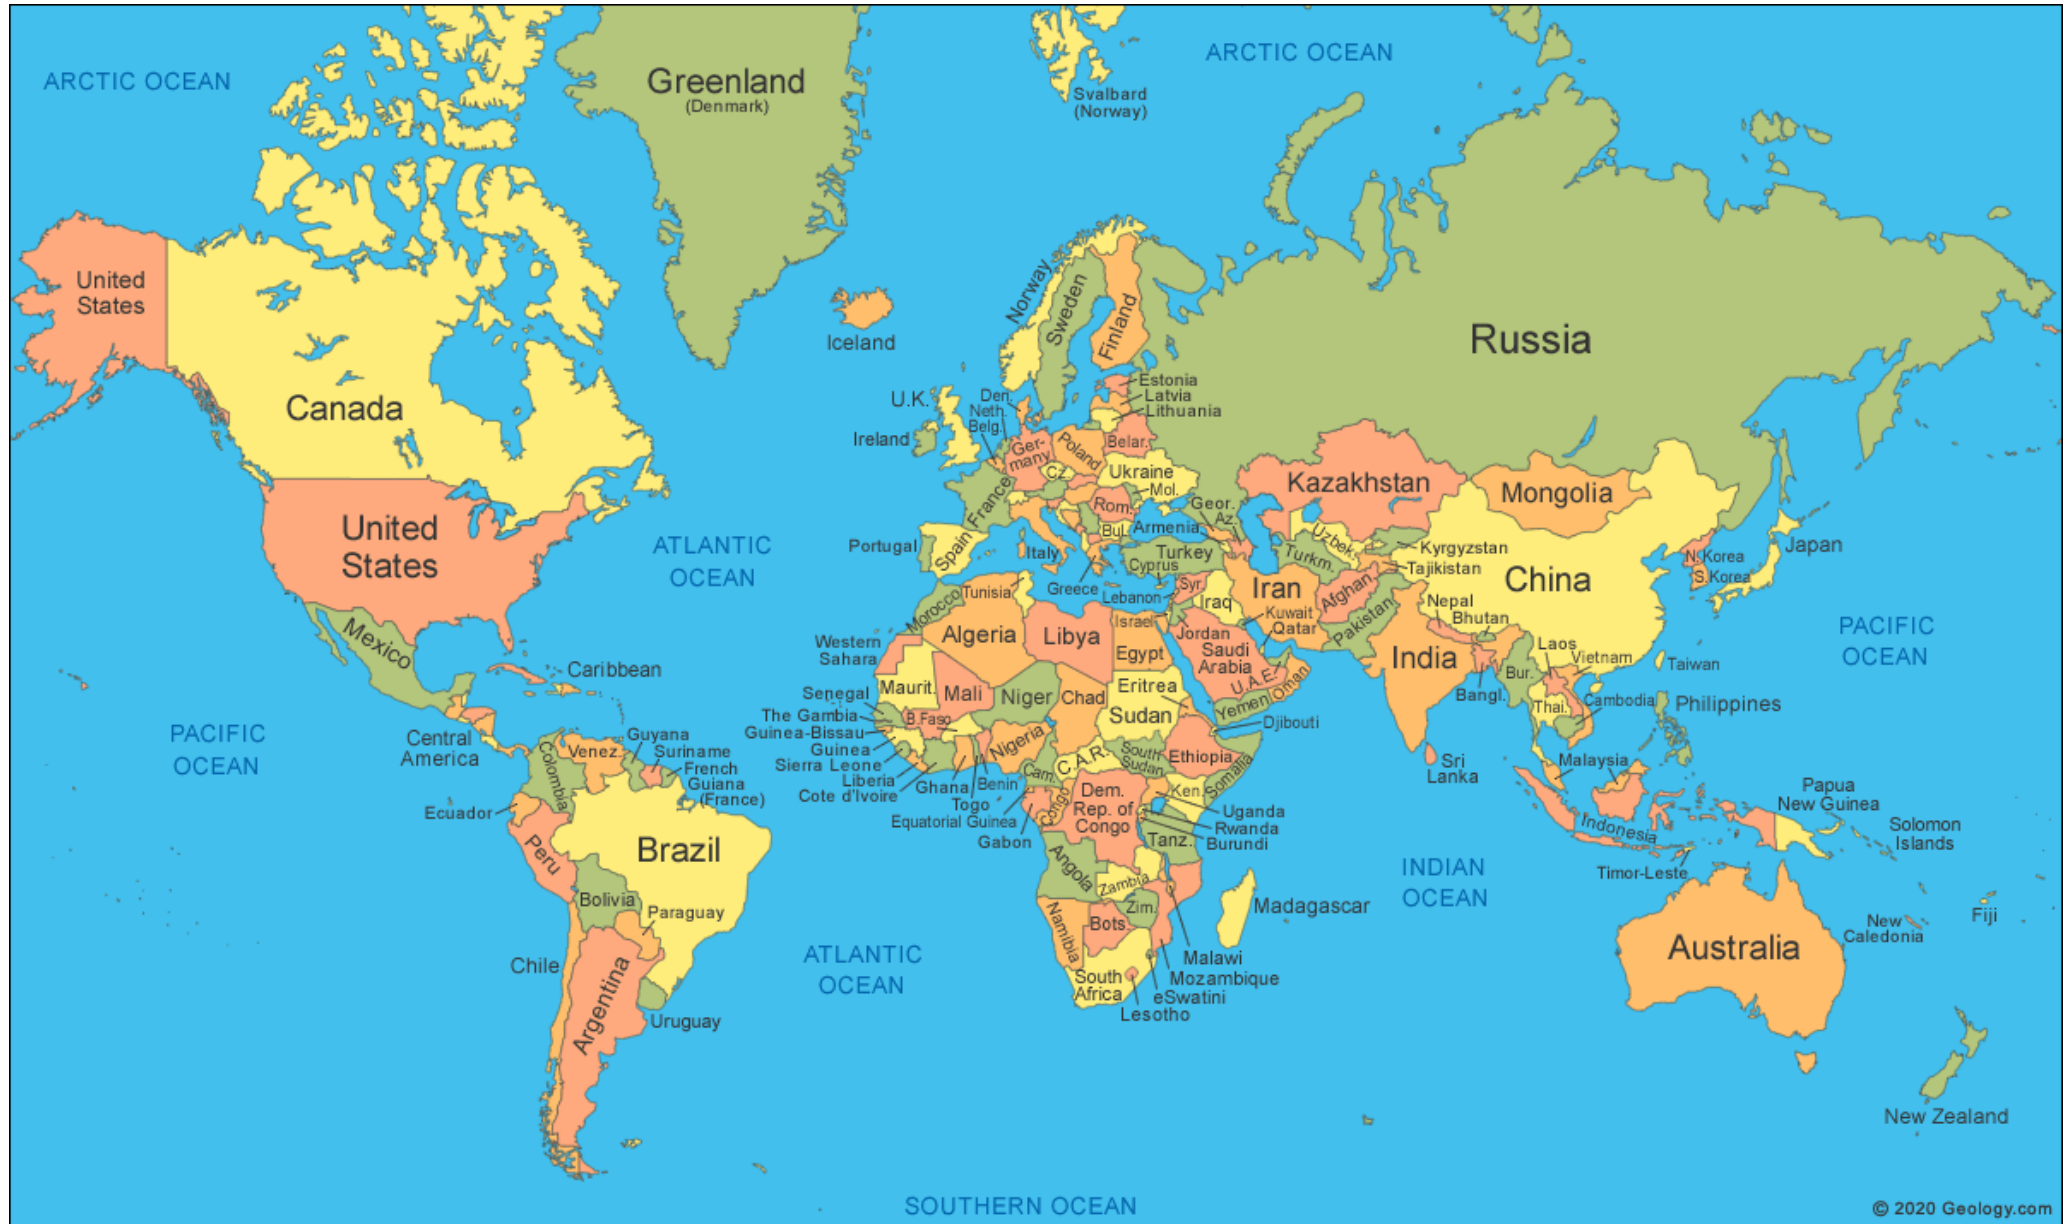 ARCTIC OCEAN
ARCTIC OCEAN
Greenland
(Denmark)
Svalbard
(Norway)
United
States
Canada
Iceland
Norway
Sweden
Finland
Russia
U.K.
Ireland
Den.
Neth.
Belg.
Estonia
Latvia
Lithuania
Ger-
many
Poland
Belar.
Cz.
Ukraine
Mol.
France
Rom.
Bul.
Geor.
Az.
Armenia
Kazakhstan
Mongolia
United
States
ATLANTIC
OCEAN
Portugal
Spain
Italy
Greece
Turkey
Cyprus
Lebanon
Syr.
Iraq
Iran
Uzbek.
Turkm.
Kyrgyzstan
Tajikistan
Afghan.
Pakistan
China
N. Korea
S. Korea
Japan
Nepal
Bhutan
Mexico
Morocco
Tunisia
Algeria
Libya
Israel
Egypt
Jordan
Kuwait
Qatar
Saudi
Arabia
U.A.E.
Oman
Yemen
India
Bangl.
Bur.
Laos
Vietnam
Thai.
Cambodia
Taiwan
Philippines
PACIFIC
OCEAN
Western
Sahara
Caribbean
Maurit.
Mali
Niger
Chad
Sudan
Eritrea
Djibouti
Senegal
The Gambia
Guinea-Bissau
Guinea
Sierra Leone
Liberia
Cote d'Ivoire
B.Faso
Ghana
Togo
Benin
Nigeria
Cam.
C.A.R.
South
Sudan
Ethiopia
Somalia
Equatorial Guinea
Gabon
Congo
Dem.
Rep. of
Congo
Ken.
Uganda
Rwanda
Burundi
Tanz.
Sri
Lanka
Malaysia
Indonesia
Timor-Leste
Papua
New Guinea
Solomon
Islands
PACIFIC
OCEAN
Central
America
Colombia
Venez.
Guyana
Suriname
French
Guiana
(France)
Ecuador
Peru
Brazil
Bolivia
Paraguay
Chile
Argentina
Uruguay
ATLANTIC
OCEAN
Angola
Zambia
Namibia
Bots.
Zim.
South
Africa
Malawi
Mozambique
eSwatini
Lesotho
Madagascar
INDIAN
OCEAN
Australia
New
Caledonia
Fiji
New Zealand
SOUTHERN OCEAN
© 2020 Geology.com